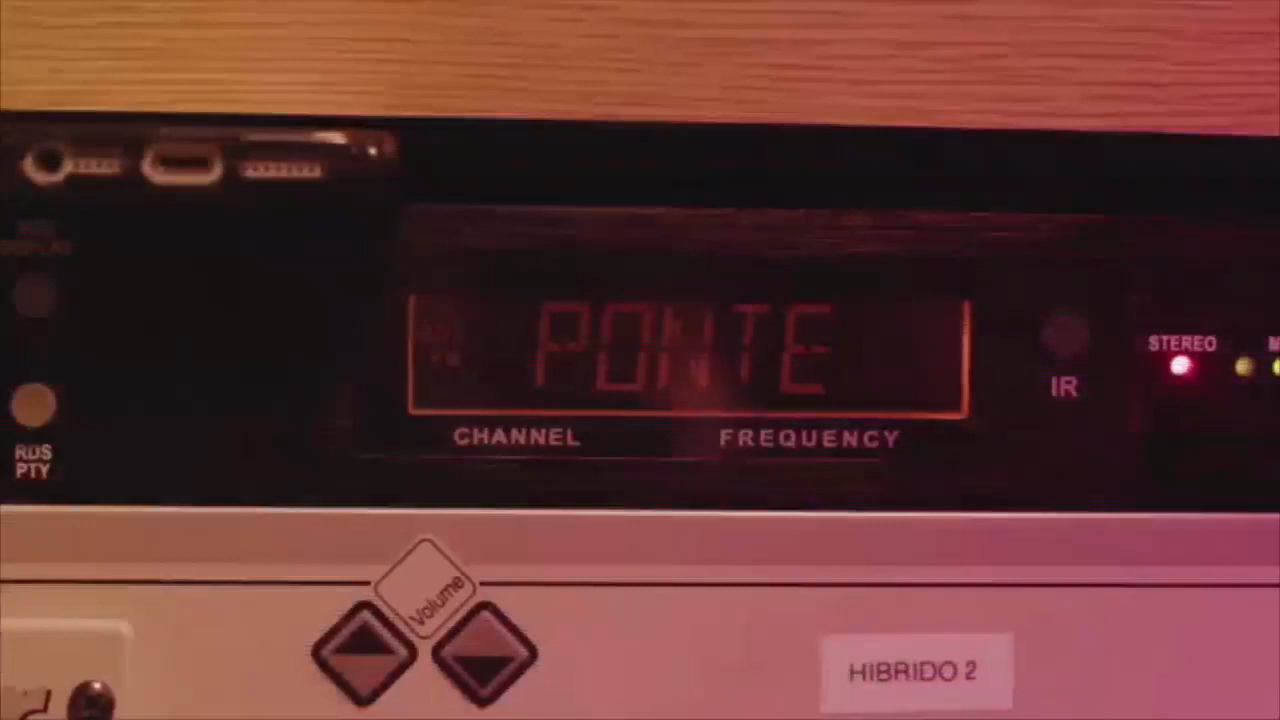 PONTE
STEREO
IR
CHANNEL FREQUENCY
RDS
PTY
Volume
HIBRIDO 2